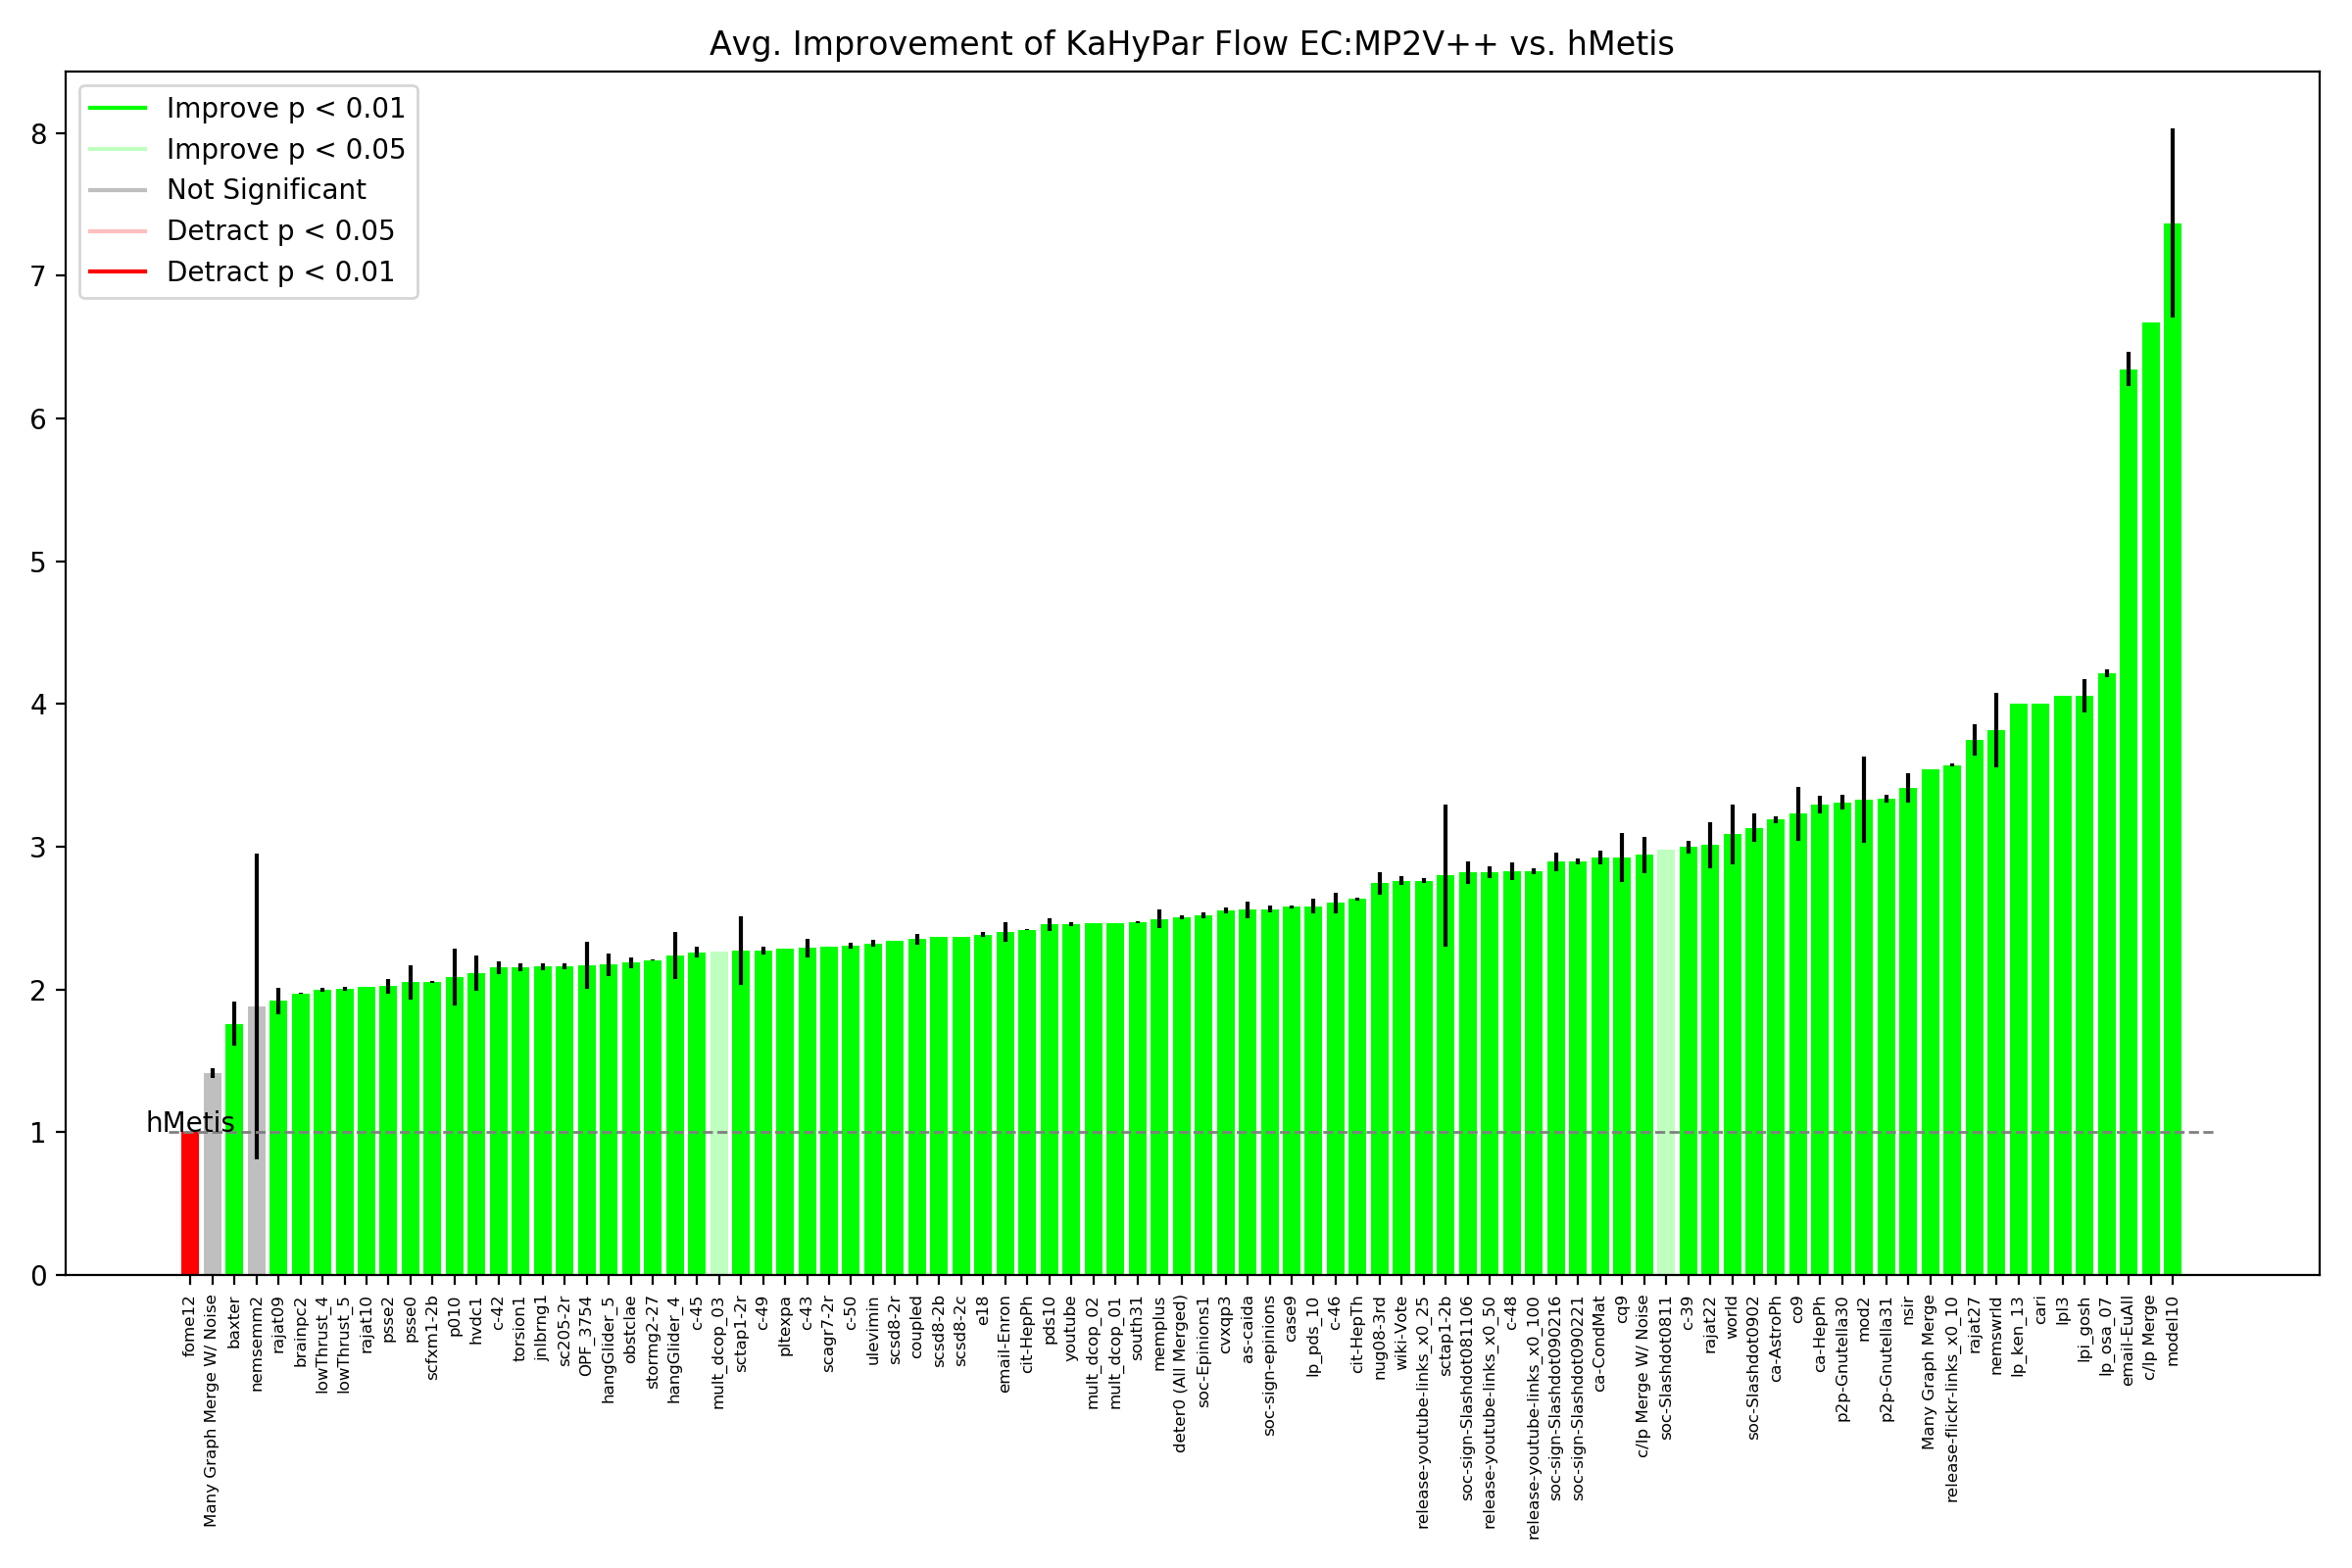 Avg. Improvement of KaHyPar Flow EC:MP2V++ vs. hMetis
Improve p < 0.01
Improve p < 0.05
Not Significant
Detract p < 0.05
Detract p < 0.01
8
7
6
5
4
3
2
1
0
hMetis
fome12
Many Graph Merge W/ Noise
baxter
nemsemm2
rajat09
brainpc2
lowThrust_4
lowThrust_5
rajat10
psse2
psse0
scfxm1-2b
p010
hvdc1
c-42
torsion1
jnlbrng1
sc205-2r
OPF_3754
hangGlider_5
obstclae
stormg2-27
hangGlider_4
c-45
mult_dcop_03
sctap1-2r
c-49
pltexpa
c-43
scagr7-2r
c-50
ulevimin
scsd8-2r
coupled
scsd8-2b
scsd8-2c
e18
email-Enron
cit-HepPh
pds10
youtube
mult_dcop_02
mult_dcop_01
south31
memplus
deter0 (All Merged)
soc-Epinions1
cvxqp3
as-caida
soc-sign-epinions
case9
lp_pds_10
c-46
cit-HepTh
nug08-3rd
wiki-Vote
release-youtube-links_x0_25
sctap1-2b
soc-sign-Slashdot081106
release-youtube-links_x0_50
c-48
release-youtube-links_x0_100
soc-sign-Slashdot090216
soc-sign-Slashdot090221
ca-CondMat
cq9
c/lp Merge W/ Noise
soc-Slashdot0811
c-39
rajat22
world
soc-Slashdot0902
ca-AstroPh
co9
ca-HepPh
p2p-Gnutella30
mod2
p2p-Gnutella31
nsir
Many Graph Merge
release-flickr-links_x0_10
rajat27
nemswrld
lp_ken_13
cari
lpl3
lpi_gosh
lp_osa_07
email-EuAll
c/lp Merge
model10